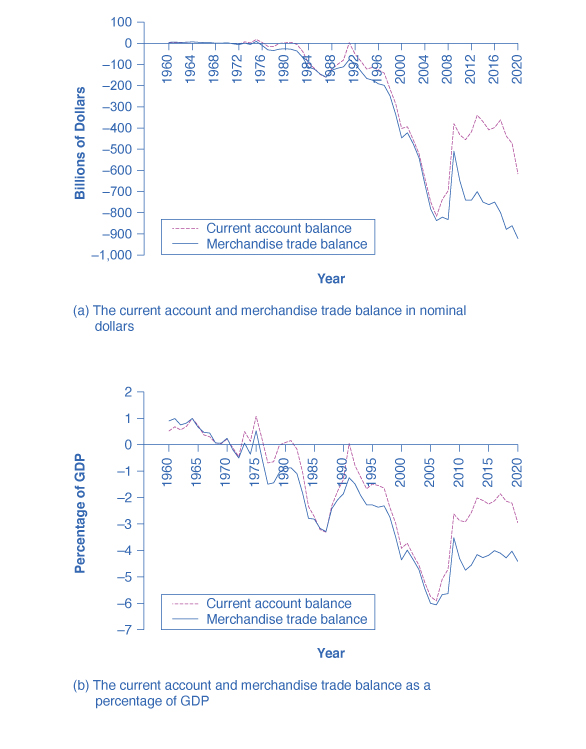 100
0
–100
–200
–300
–400
–500
–600
–700
–800
–900
–1,000
Billions of Dollars
1960 1964 1968 1972 1976 1980 1984 1988 1992 1996 2000 2004 2008 2012 2016 2020
Current account balance
Merchandise trade balance
Year
(a) The current account and merchandise trade balance in nominal
dollars
2
1
0
–1
–2
–3
–4
–5
–6
–7
Percentage of GDP
1960 1965 1970 1975 1980 1985 1990 1995 2000 2005 2010 2015 2020
Current account balance
Merchandise trade balance
Year
(b) The current account and merchandise trade balance as a
percentage of GDP